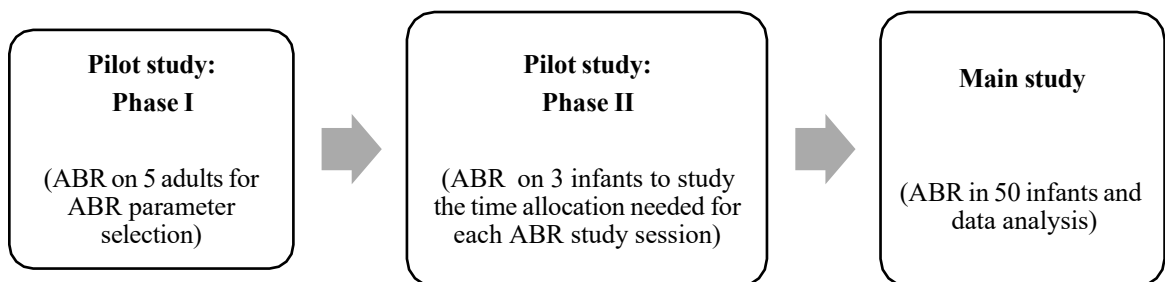 Pilot study:
Phase I
(ABR on 5 adults for
ABR parameter
selection)
Pilot study:
Phase II
(ABR on 3 infants to study
the time allocation needed for
each ABR study session)
Main study
(ABR in 50 infants and
data analysis)